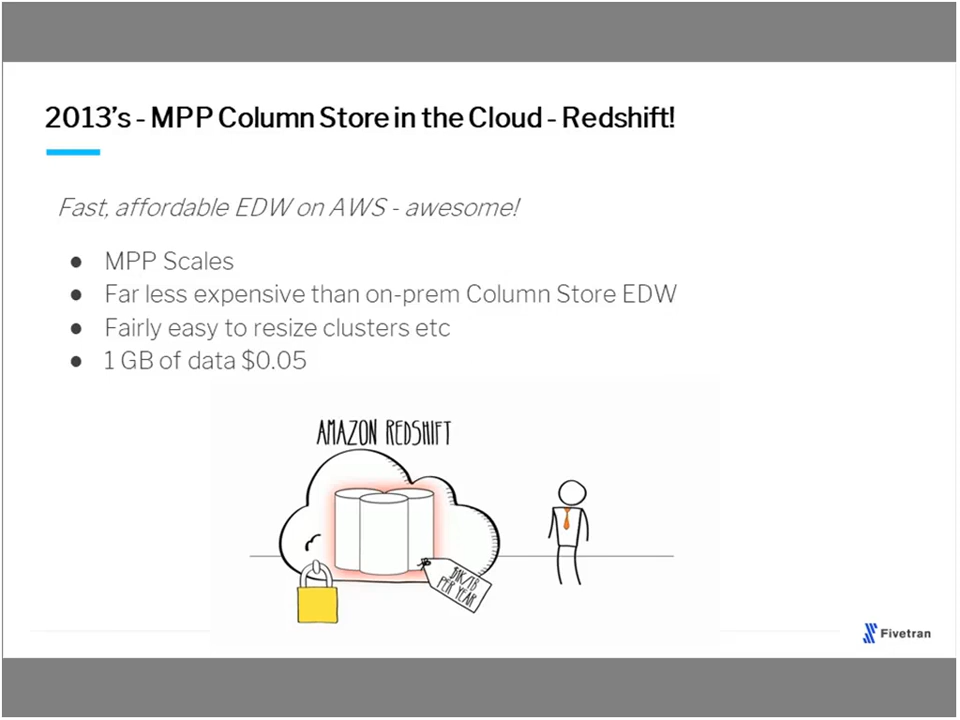 2013's - MPP Column Store in the Cloud - Redshift!
Fast, affordable EDW on AWS - awesome!
● MPP Scales
● Far less expensive than on-prem Column Store EDW
● Fairly easy to resize clusters etc
● 1 GB of data $0.05
AMAZON REDSHIFT
$1K/TB
PER YEAR
Fivetran